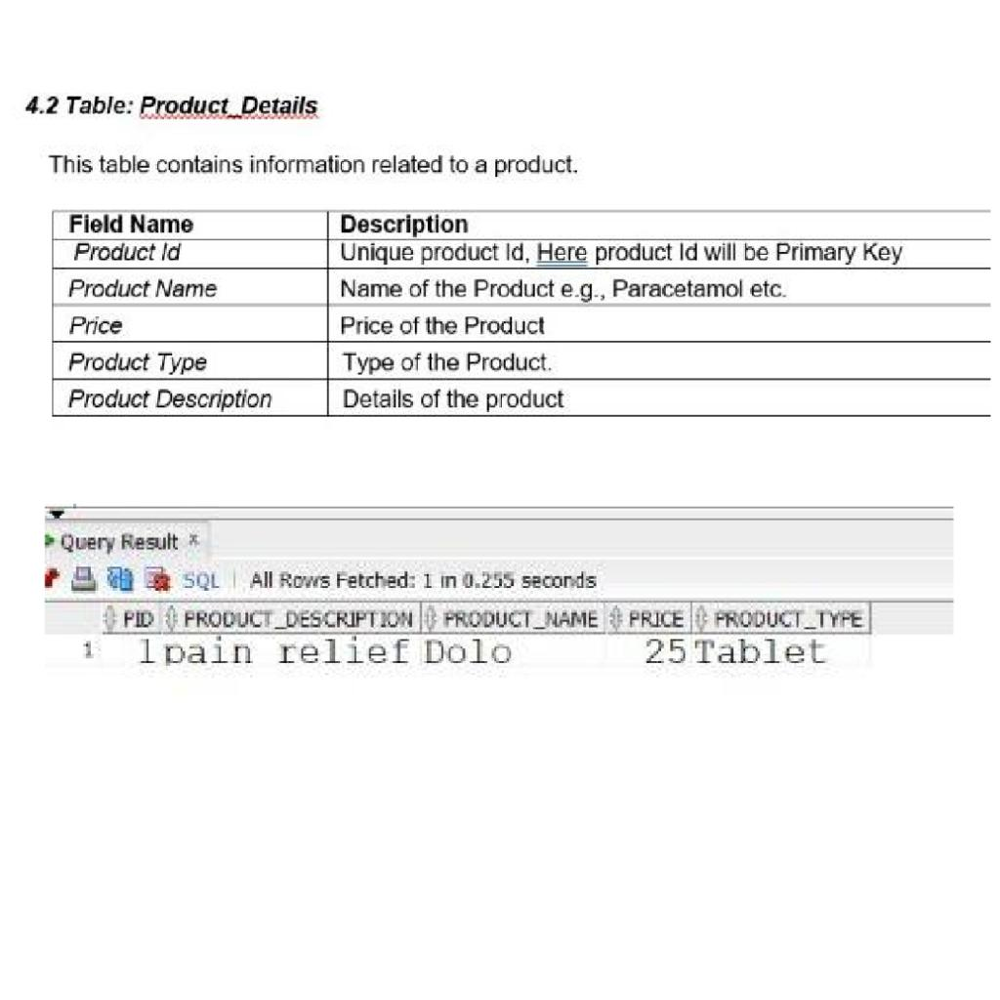 4.2 Table: Product_Details
This table contains information related to a product.
Field Name Description
Product Id Unique product Id, Here product Id will be Primary Key
Product Name Name of the Product e.g., Paracetamol etc.
Price Price of the Product
Product Type Type of the Product.
Product Description Details of the product
Query Result x
SQL | All Rows Fetched: 1 in 0.255 seconds
PID PRODUCT_DESCRIPTION PRODUCT_NAME PRICE PRODUCT_TYPE
1 1 pain relief Dolo 25 Tablet